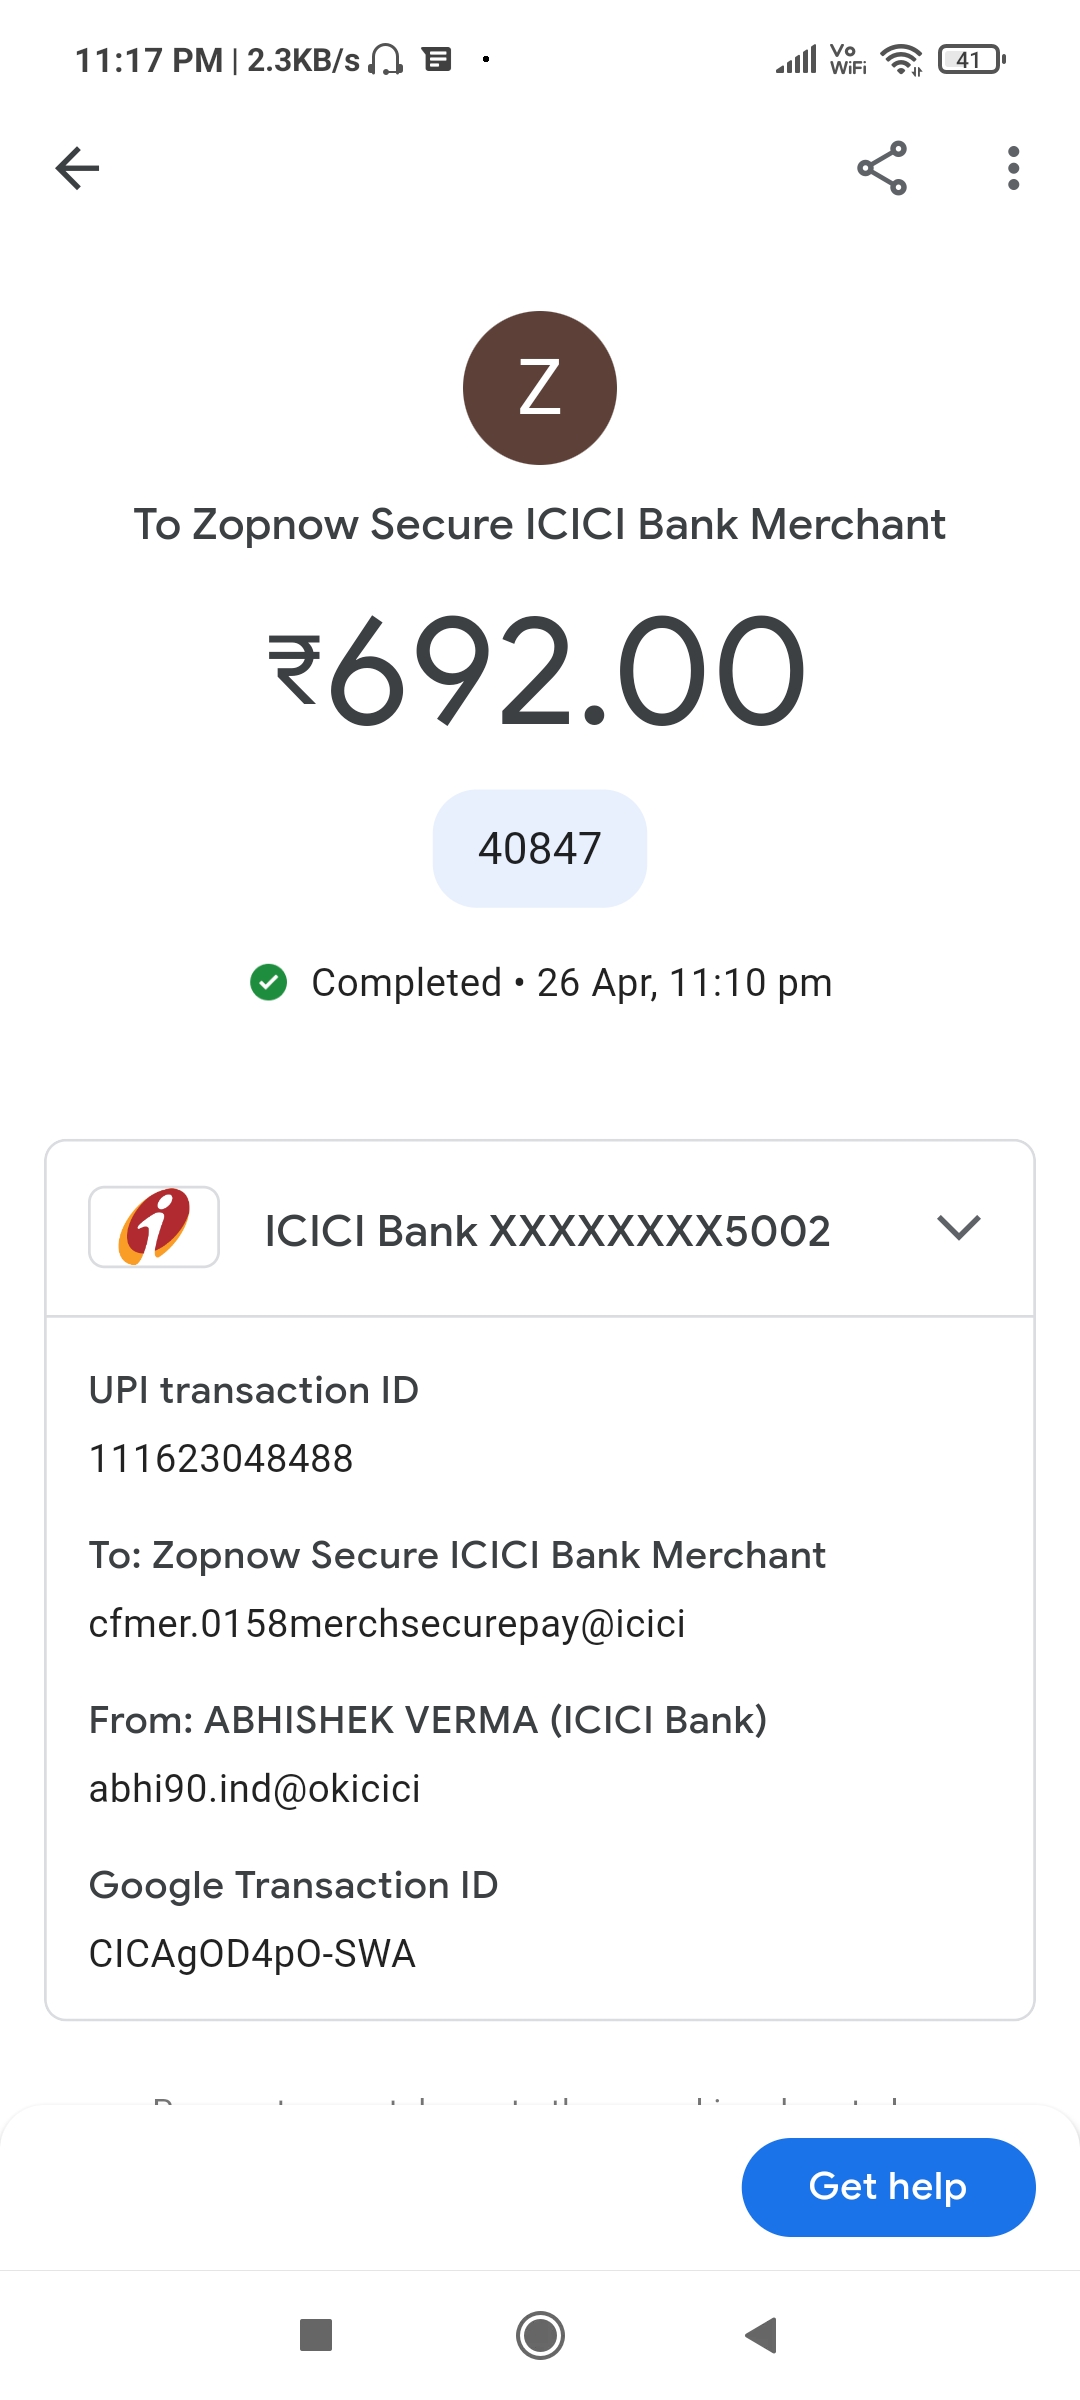 11:17 PM | 2.3KB/s
Vo WiFi
41
Z
To Zopnow Secure ICICI Bank Merchant
₹692.00
40847
Completed • 26 Apr, 11:10 pm
ICICI Bank XXXXXXXX5002
UPI transaction ID
111623048488
To: Zopnow Secure ICICI Bank Merchant
cfmer.0158merchsecurepay@icici
From: ABHISHEK VERMA (ICICI Bank)
abhi90.ind@okicici
Google Transaction ID
CICAgOD4pO-SWA
Get help